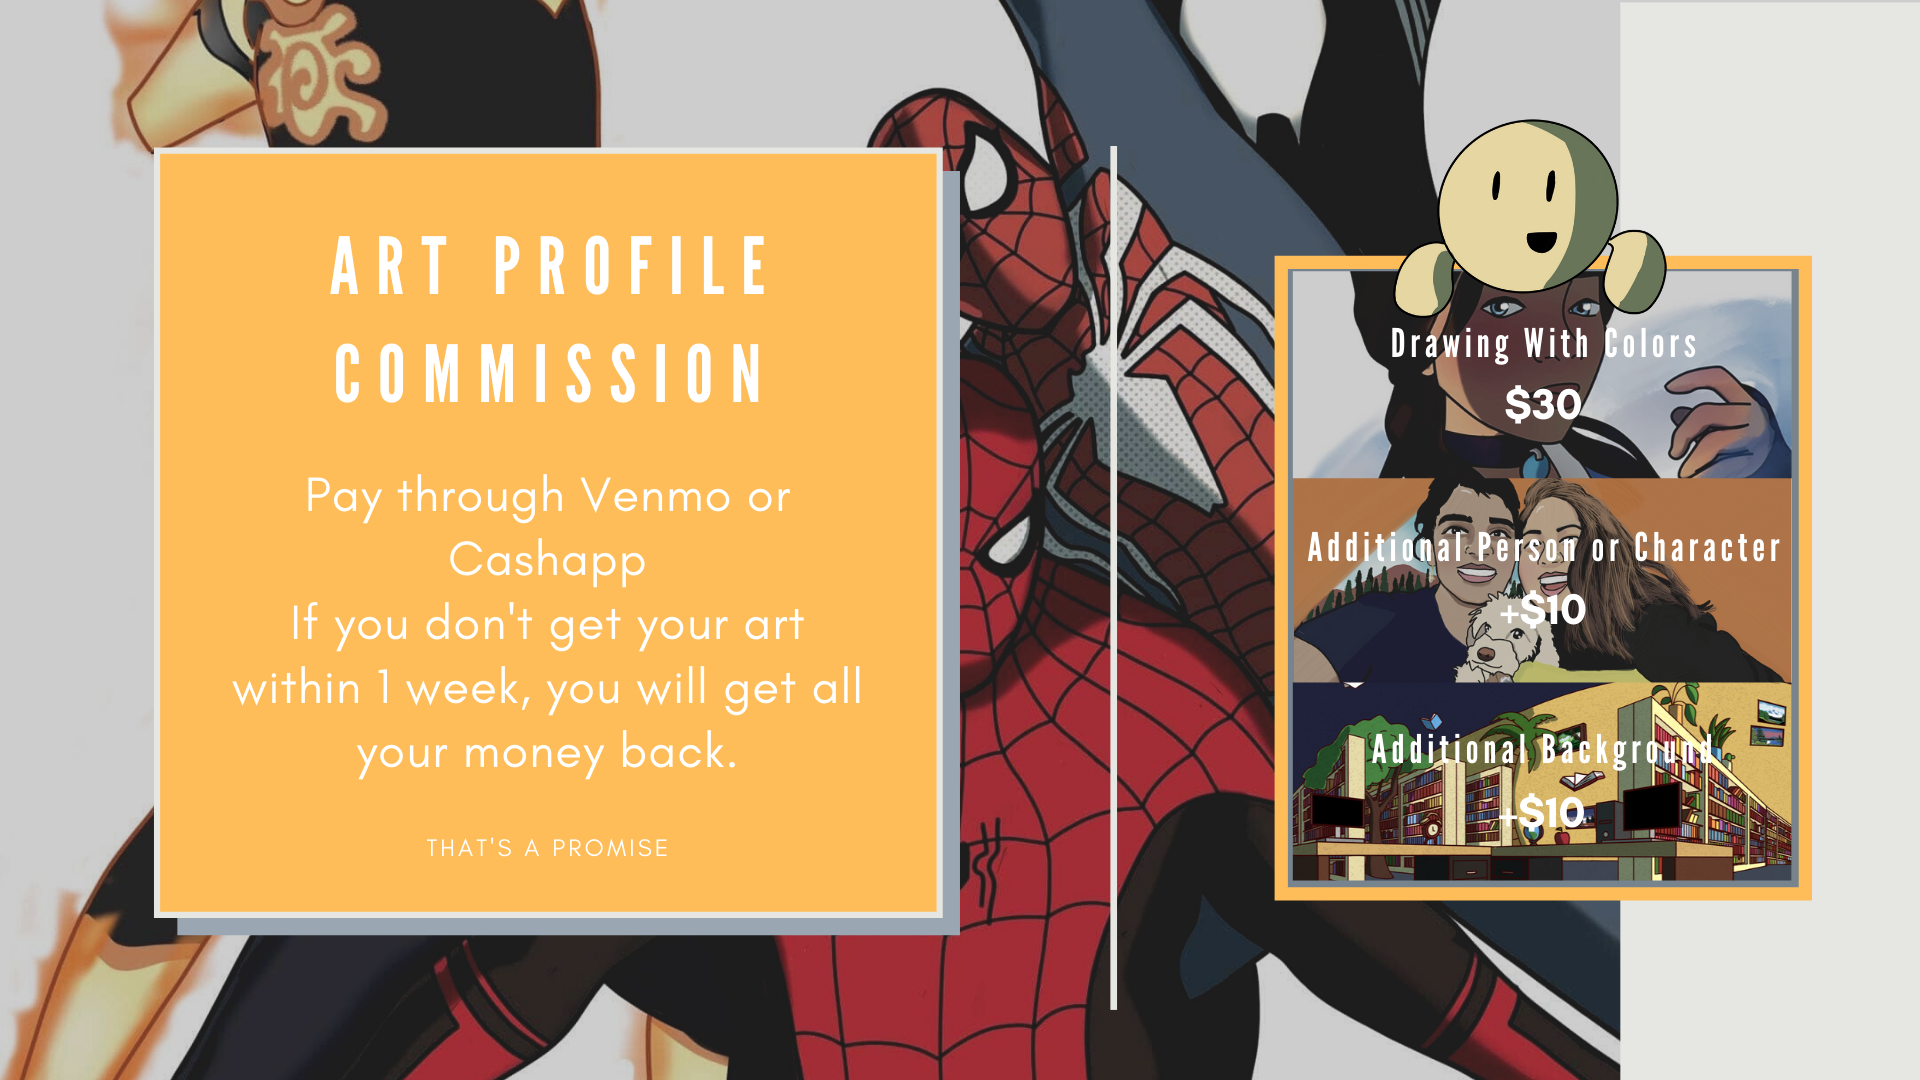 ART PROFILE
COMMISSION
Pay through Venmo or
Cashapp
If you don't get your art
within 1 week, you will get all
your money back.
THAT'S A PROMISE
Drawing With Colors
$30
Additional Person or Character
+$10
Additional Background
+$10